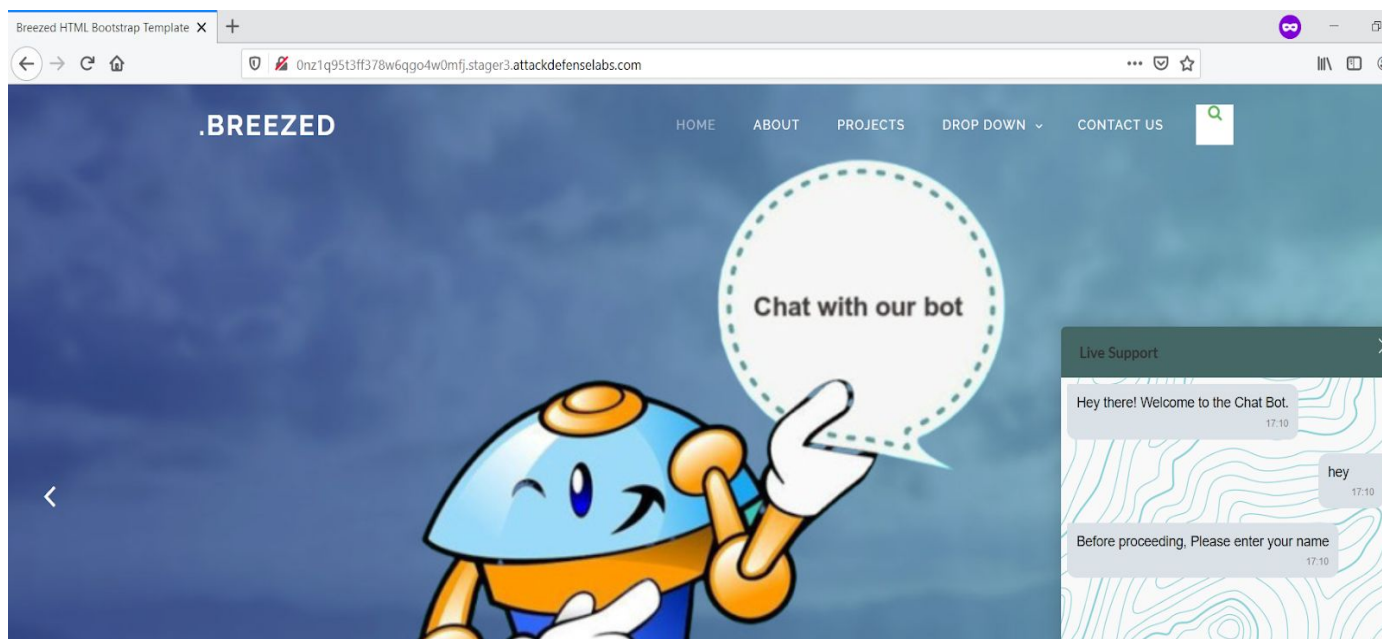 Breezed HTML Bootstrap Template
0nz1q95t3ff378w6qgo4w0mfj.stager3.attackdefenselabs.com
.BREEZED
HOME ABOUT PROJECTS DROP DOWN CONTACT US
Chat with our bot
Live Support
Hey there! Welcome to the Chat Bot.
17:10
hey
17:10
Before proceeding, Please enter your name
17:10